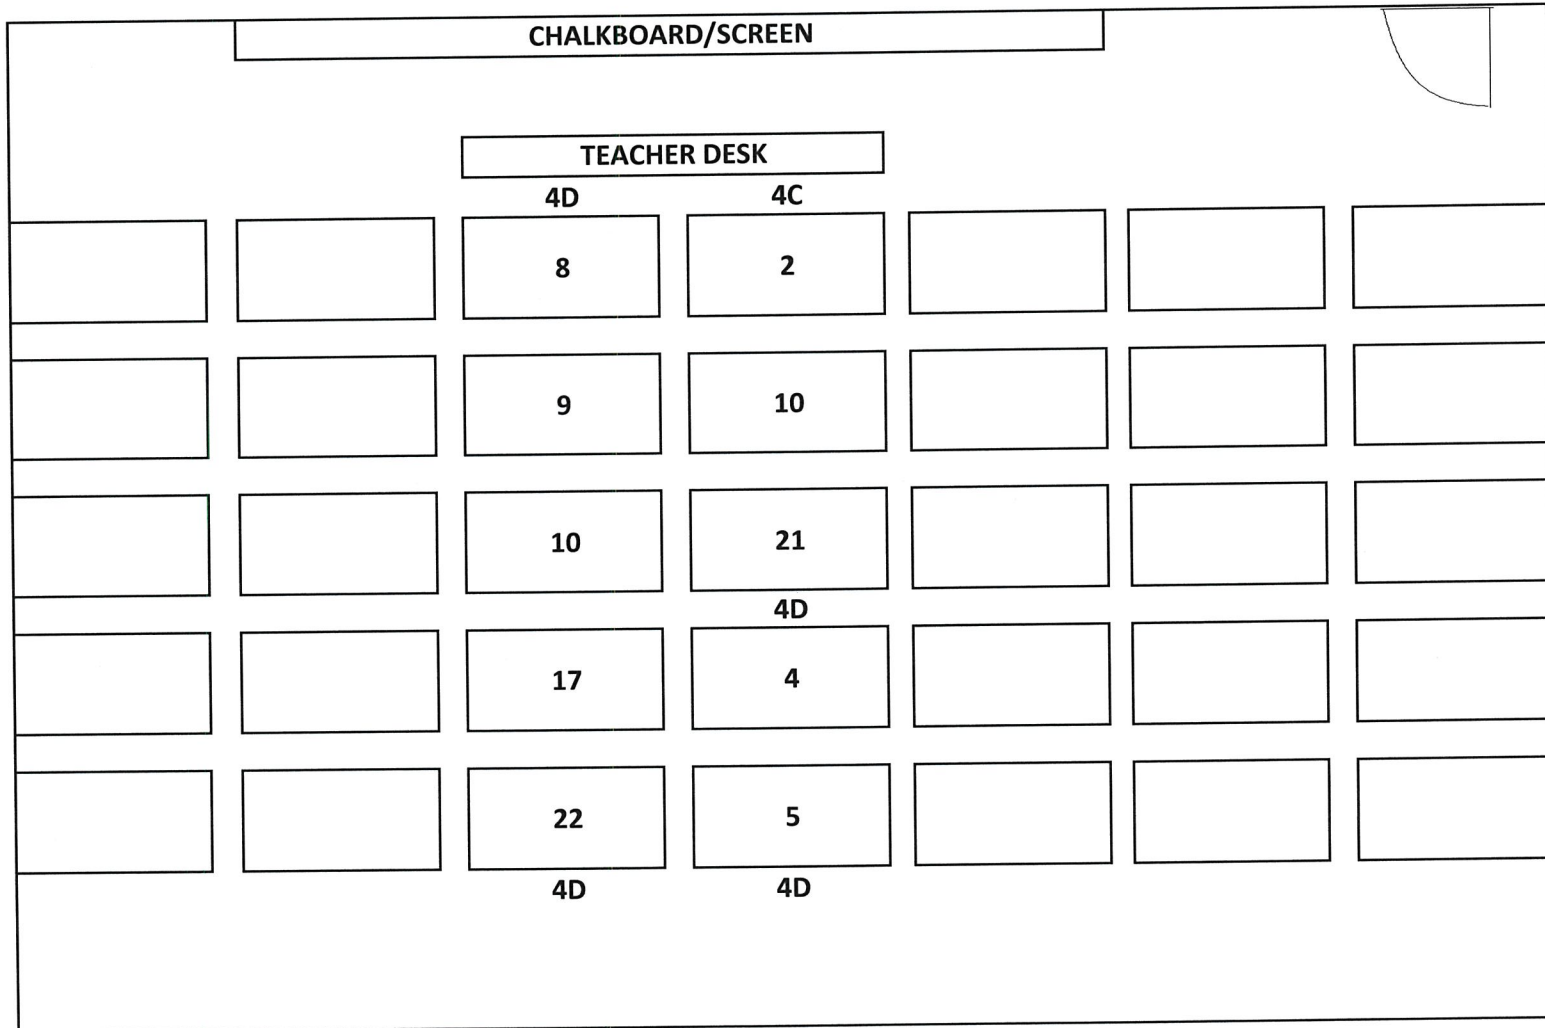 CHALKBOARD/SCREEN
TEACHER DESK
4D 4C
8 2
9 10
10 21
4D
17 4
22 5
4D 4D